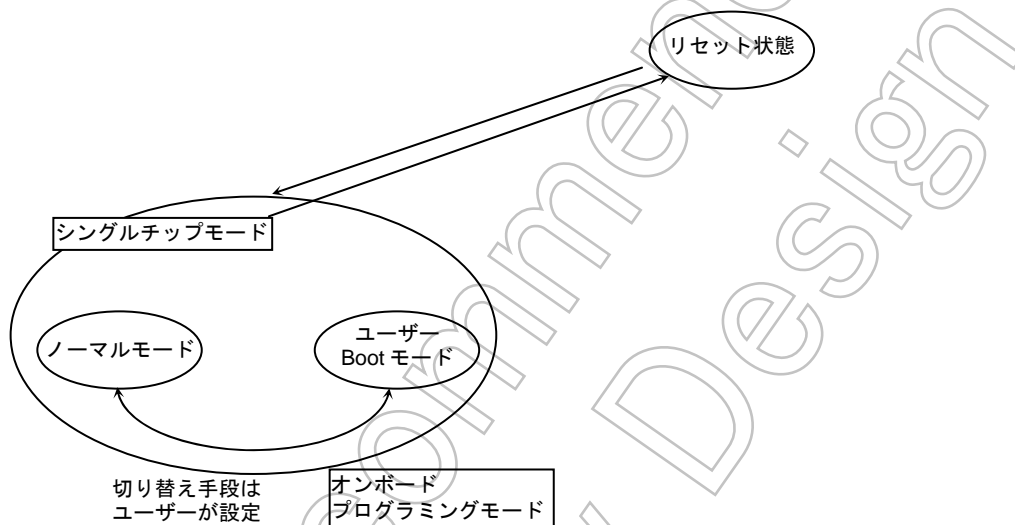 リセット状態
シングルチップモード
ノーマルモード
ユーザー
Boot モード
切り替え手段は
ユーザーが設定
オンボード
プログラミングモード
ommen
Design